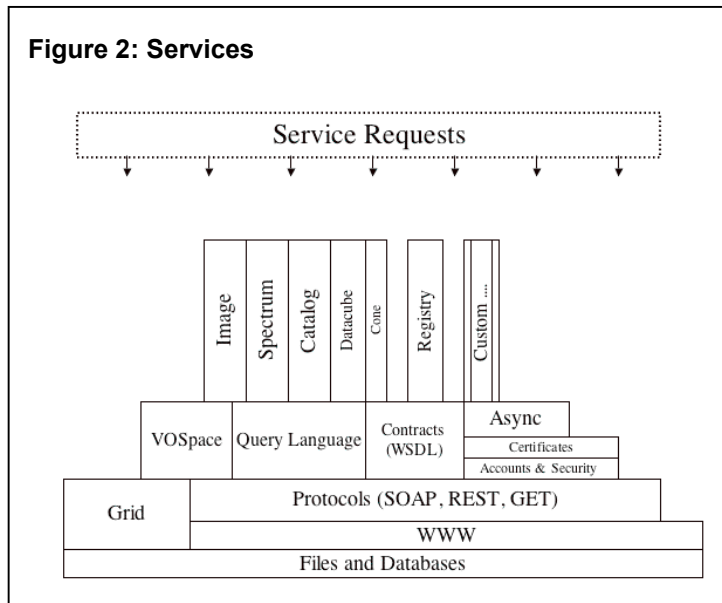 Figure 2: Services
Service Requests
Image
Spectrum
Catalog
Datacube
Cone
Registry
Custom ....
VOSpace
Query Language
Contracts
(WSDL)
Async
Certificates
Accounts & Security
Grid
Protocols (SOAP, REST, GET)
WWW
Files and Databases